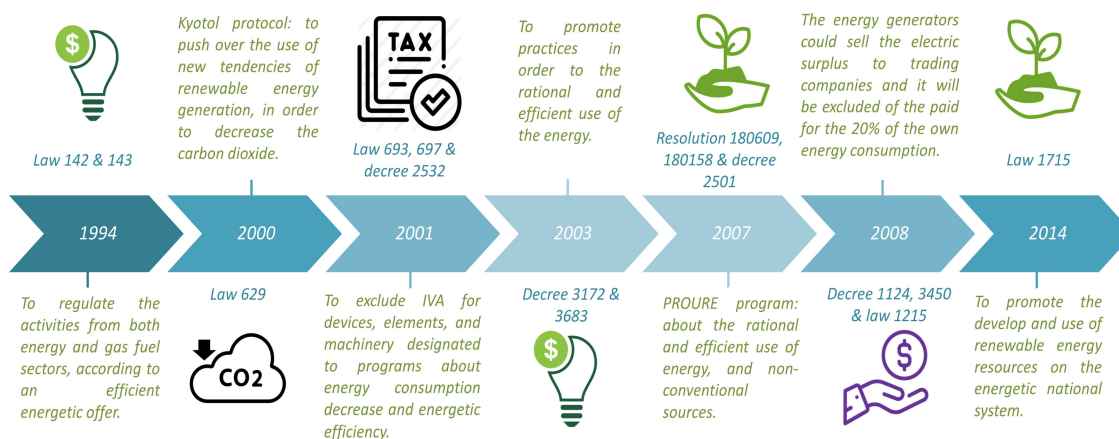 $
Law 142 & 143
1994
To regulate the
activities from both
energy and gas fuel
sectors, according to
an efficient
energetic offer.
Kyotol protocol: to
push over the use of
new tendencies of
renewable energy
generation, in order
to decrease the
carbon dioxide.
2000
Law 629
CO2
TAX
Law 693, 697 &
decree 2532
2001
To exclude IVA for
devices, elements, and
machinery designated
to programs about
energy consumption
decrease and energetic
efficiency.
To promote
practices in
order to the
rational and
efficient use of
the energy.
2003
Decree 3172 &
3683
$
Resolution 180609,
180158 & decree
2501
2007
PROURE program:
about the rational
and efficient use of
energy, and non-
conventional
sources.
The energy generators
could sell the electric
surplus to trading
companies and it will
be excluded of the paid
for the 20% of the own
energy consumption.
2008
Decree 1124, 3450
& law 1215
$
Law 1715
2014
To promote the
develop and use of
renewable energy
resources on the
energetic national
system.